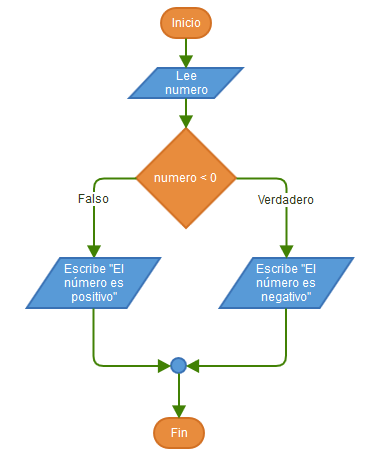 Inicio
Lee
numero
numero < 0
Falso
Verdadero
Escribe "El
número es
positivo"
Escribe "El
número es
negativo"
Fin